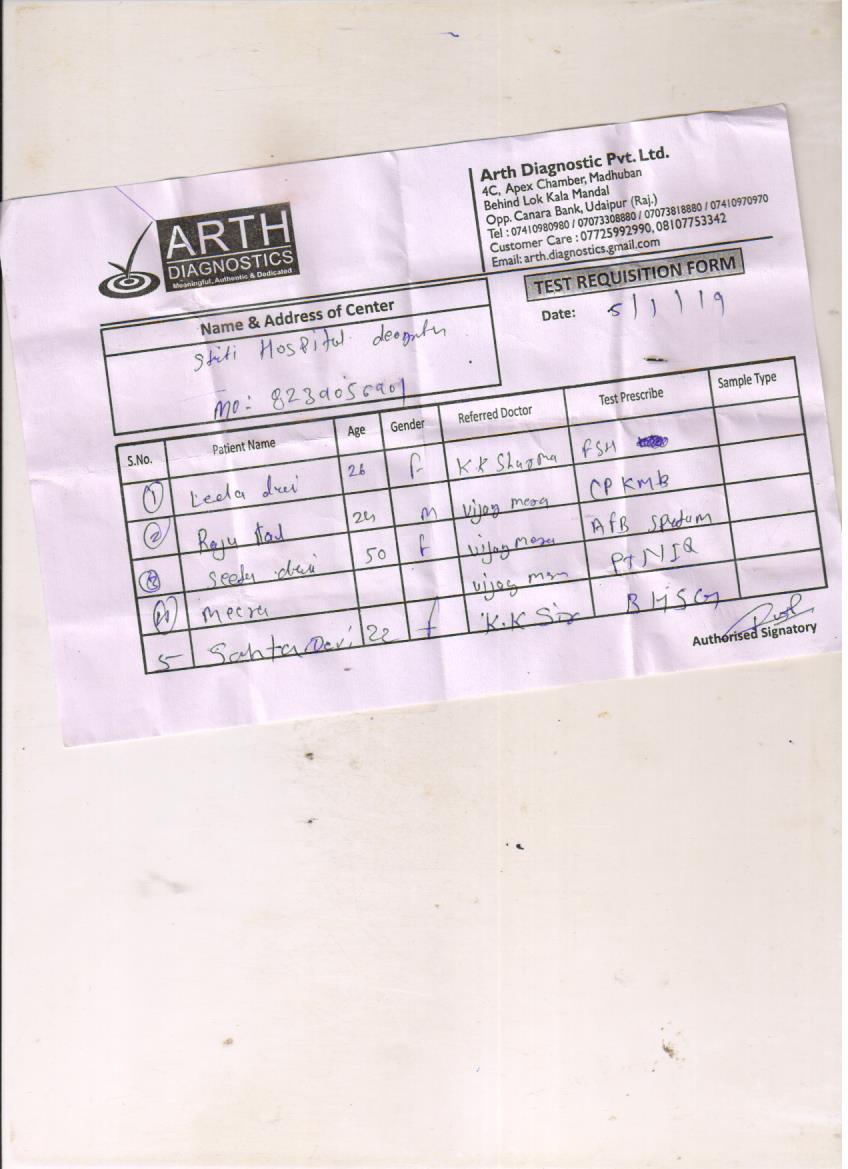 ARTH
DIAGNOSTICS
Meaningful, Authentic & Dedicated
Arth Diagnostic Pvt. Ltd.
4C, Apex Chamber, Madhuban
Behind Lok Kala Mandal
Opp. Canara Bank, Udaipur (Raj.)
Tel : 07410980980 / 07073308880 / 07073818880 / 07410970970
Customer Care : 07725992990, 08107753342
Email: arth.diagnostics.gmail.com
TEST REQUISITION FORM
Date: 5/1/19
Name & Address of Center
Hospital
Mo: 8239056901
S.No. Patient Name Age Gender Referred Doctor Test Prescribe Sample Type
1 Leela devi 26 f K K Sharma FSH
2 Raju 24 m vijay meena CPKMB
3 devi 50 f vijay meena AFB Sputum
4 meera vijay
5 Devi 22 f K.K Sir B HSG
Authorised Signatory